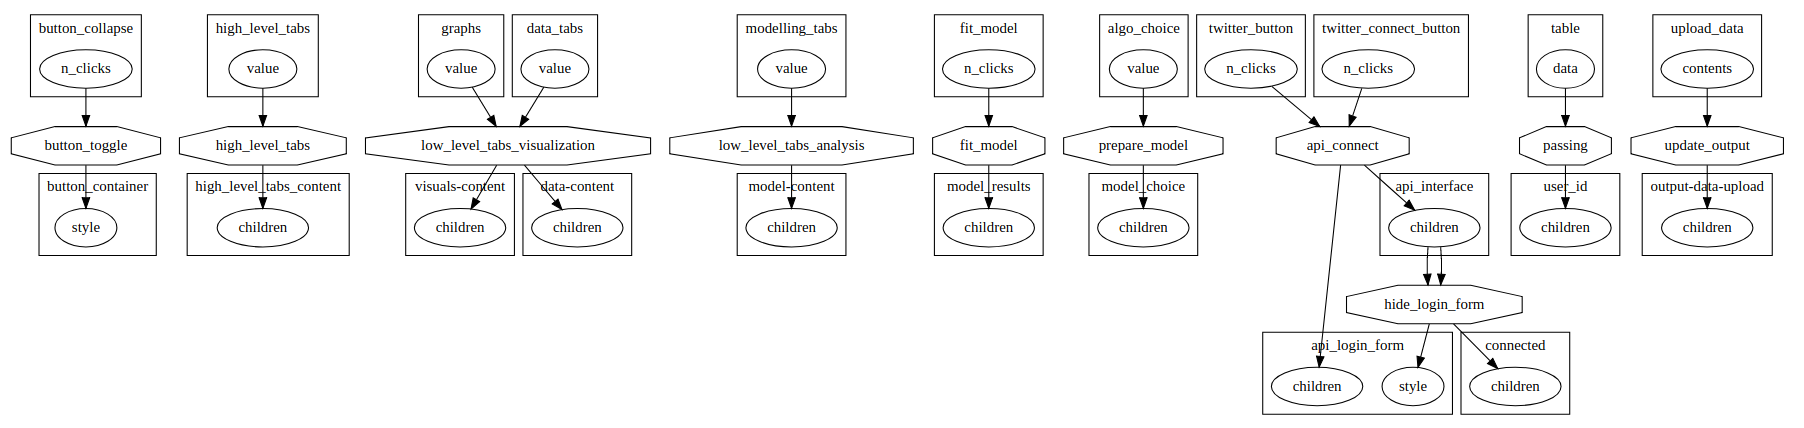 button_collapse
high_level_tabs
graphs
data_tabs
modelling_tabs
fit_model
algo_choice
twitter_button
twitter_connect_button
table
upload_data
n_clicks
value
value
value
value
n_clicks
value
n_clicks
n_clicks
data
contents
button_toggle
high_level_tabs
low_level_tabs_visualization
low_level_tabs_analysis
fit_model
prepare_model
api_connect
passing
update_output
button_container
high_level_tabs_content
visuals-content
data-content
model-content
model_results
model_choice
api_interface
user_id
output-data-upload
style
children
children
children
children
children
children
children
children
children
hide_login_form
api_login_form
connected
children
style
children